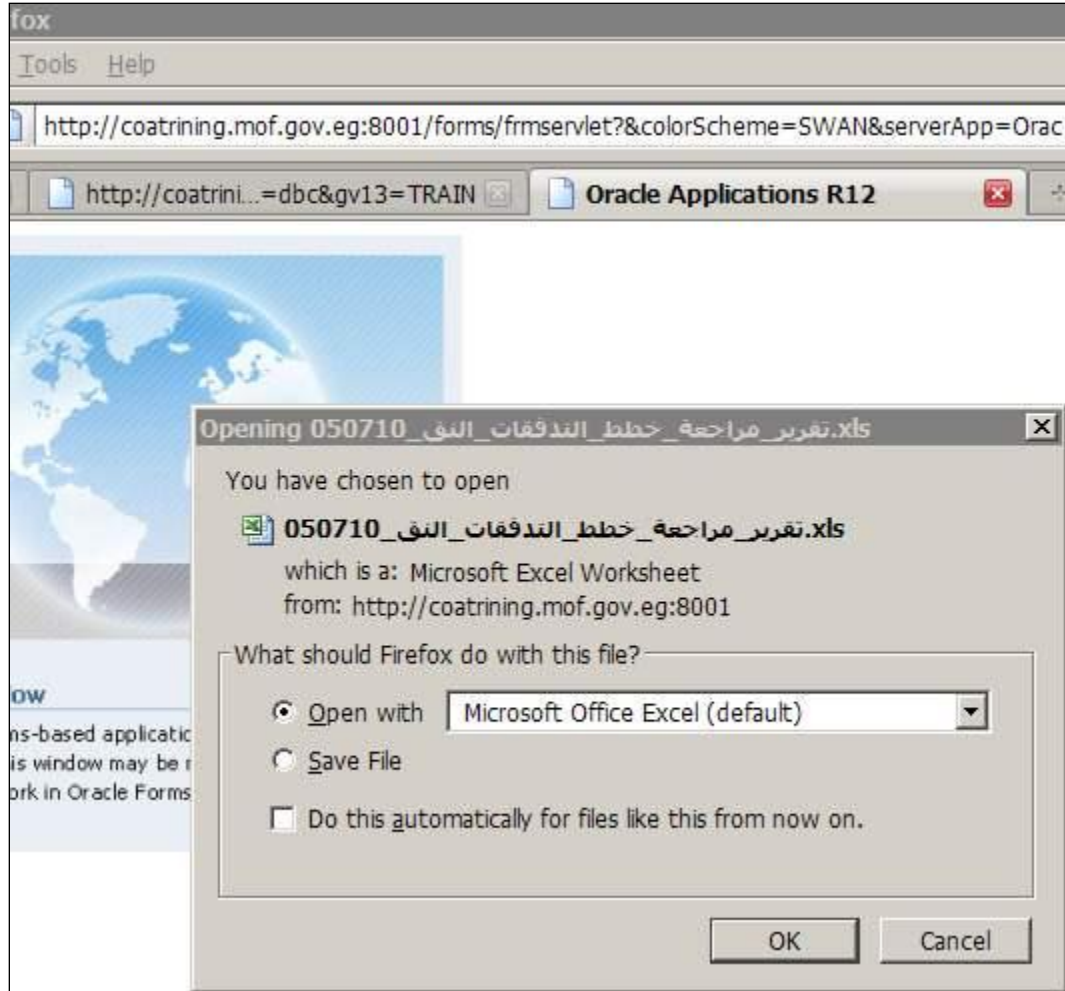 fox
Tools Help
http://coatrining.mof.gov.eg:8001/forms/frmservlet?&colorScheme=SWAN&serverApp=Orac
http://coatrini...=dbc&gv13=TRAIN Oracle Applications R12
Opening تقرير_مراجعة_خطط_التدفقات_النق_050710.xls
You have chosen to open
تقرير_مراجعة_خطط_التدفقات_النق_050710.xls
which is a: Microsoft Excel Worksheet
from: http://coatrining.mof.gov.eg:8001
What should Firefox do with this file?
Open with Microsoft Office Excel (default)
Save File
Do this automatically for files like this from now on.
OK Cancel
ow
ms-based applicatic
is window may be r
ork in Oracle Forms